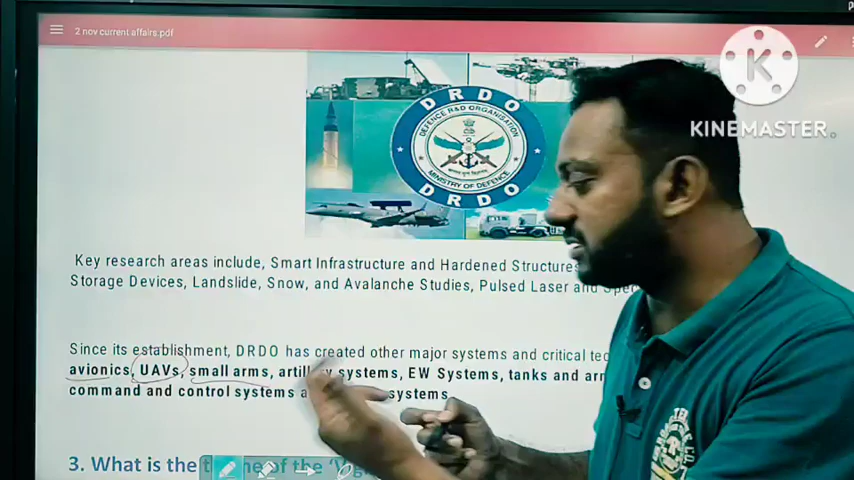 2 nov current affairs.pdf
KINEMASTER
DRDO
DEFENCE R&D ORGANISATION
MINISTRY OF DEFENCE
DRDO
Key research areas include, Smart Infrastructure and Hardened Structures
Storage Devices, Landslide, Snow, and Avalanche Studies, Pulsed Laser and
Since its establishment, DRDO has created other major systems and critical
avionics, UAVs, small arms, artillery systems, EW Systems, tanks and
command and control systems systems.
3. What is the of the